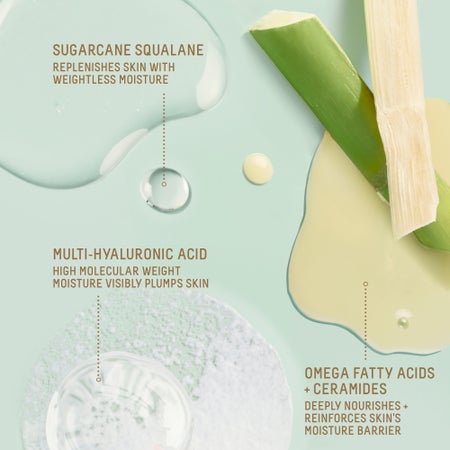 SUGARCANE SQUALANE
REPLENISHES SKIN WITH
WEIGHTLESS MOISTURE
MULTI-HYALURONIC ACID
HIGH MOLECULAR WEIGHT
MOISTURE VISIBLY PLUMPS SKIN
OMEGA FATTY ACIDS
+ CERAMIDES
DEEPLY NOURISHES +
REINFORCES SKIN'S
MOISTURE BARRIER